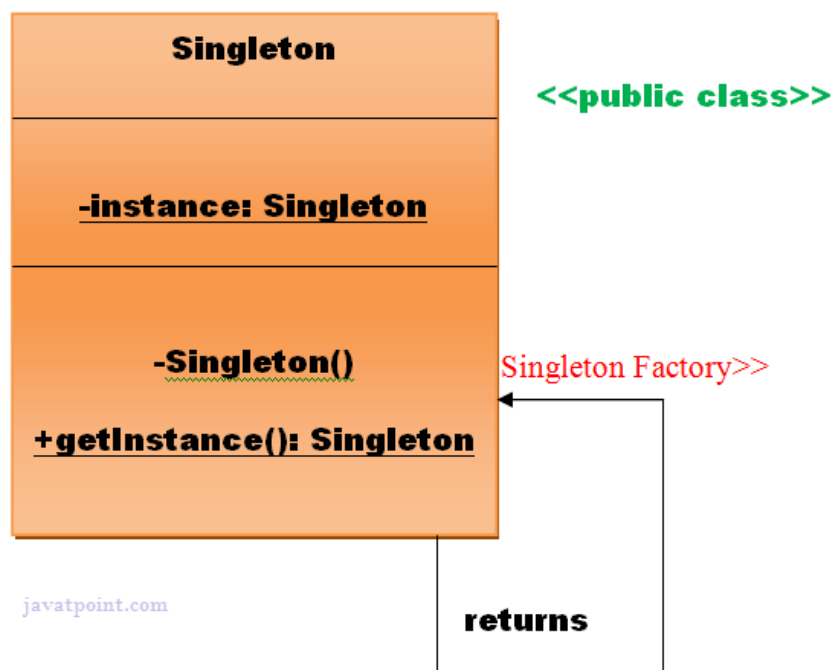 Singleton
<<public class>>
-instance: Singleton
-Singleton()
Singleton Factory>>
+getInstance(): Singleton
javatpoint.com
returns